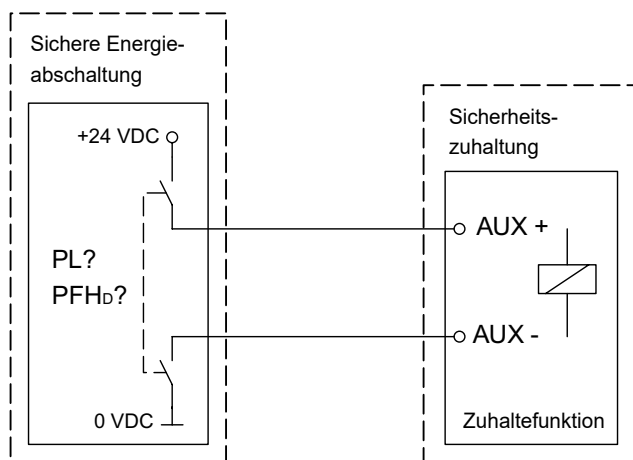 Sichere Energie-
abschaltung
+24 VDC
PL?
PFHD?
0 VDC
Sicherheits-
zuhaltung
AUX +
AUX -
Zuhaltefunktion